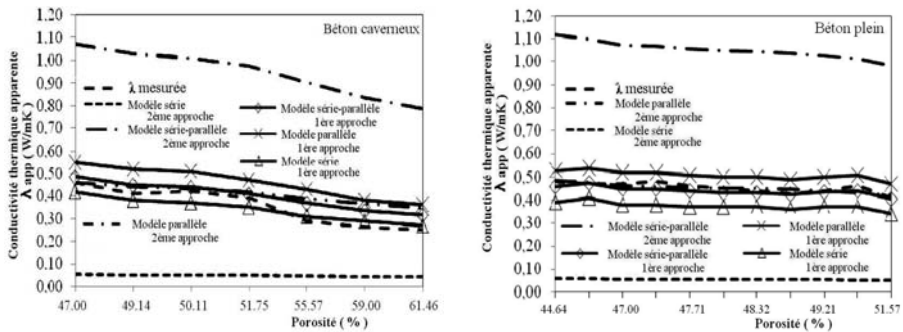 Béton caverneux
Conductivité thermique apparente
λ app ( W/mK )
1,20
1,10
1,00
0,90
0,80
0,70
0,60
0,50
0,40
0,30
0,20
0,10
0,00
λ mesurée
Modèle série
2ème approche
Modèle série-parallèle
2ème approche
Modèle série-parallèle
1ère approche
Modèle parallèle
1ère approche
Modèle série
1ère approche
Modèle parallèle
2ème approche
47.00 49.14 50.11 51.75 55.57 59.00 61.46
Porosité ( % )
Béton plein
Conductivité thermique apparente
λ app ( W/mK )
1,20
1,10
1,00
0,90
0,80
0,70
0,60
0,50
0,40
0,30
0,20
0,10
0,00
λ mesurée
Modèle parallèle
2ème approche
Modèle série
2ème approche
Modèle série-parallèle
2ème approche
Modèle parallèle
1ère approche
Modèle série-parallèle
1ère approche
Modèle série
1ère approche
44.64 47.00 47.71 48.32 49.21 51.57
Porosité ( % )